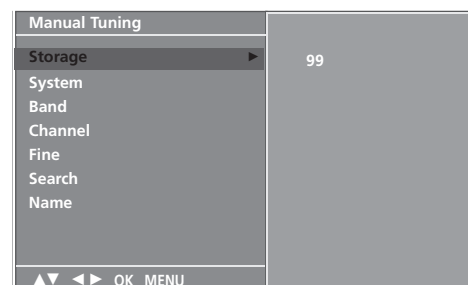 Manual Tuning
Storage ► 99
System
Band
Channel
Fine
Search
Name
▲▼ ◄► OK MENU